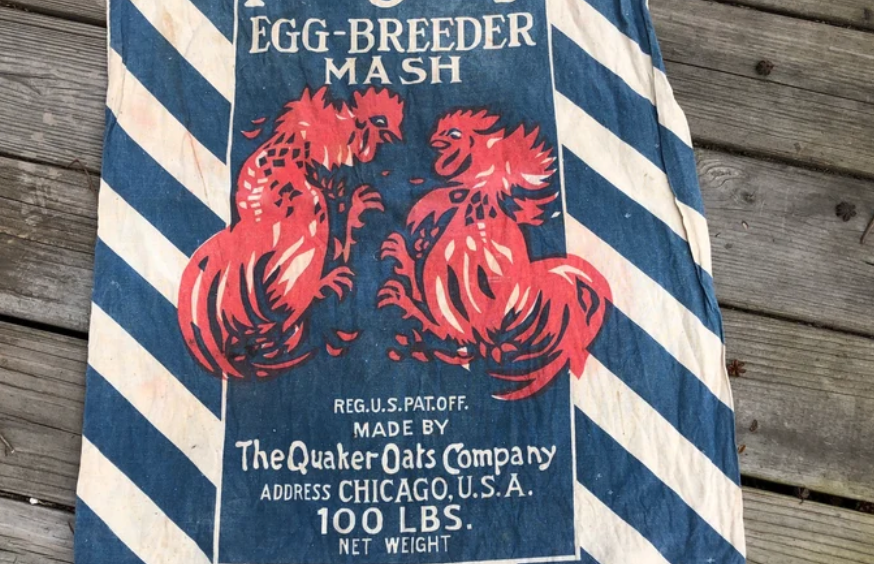 EGG-BREEDER
MASH
REG.U.S.PAT.OFF.
MADE BY
The Quaker Oats Company
ADDRESS CHICAGO, U.S.A.
100 LBS.
NET WEIGHT